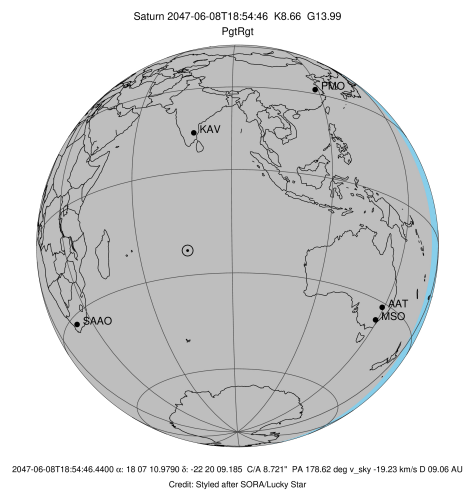 Saturn 2047-06-08T18:54:46 K8.66 G13.99
PgtRgt
PMO
KAV
AAT
MSO
SAAO
2047-06-08T18:54:46.4400 α: 18 07 10.9790 δ: -22 20 09.185 C/A 8.721" PA 178.62 deg v_sky -19.23 km/s D 09.06 AU
Credit: Styled after SORA/Lucky Star